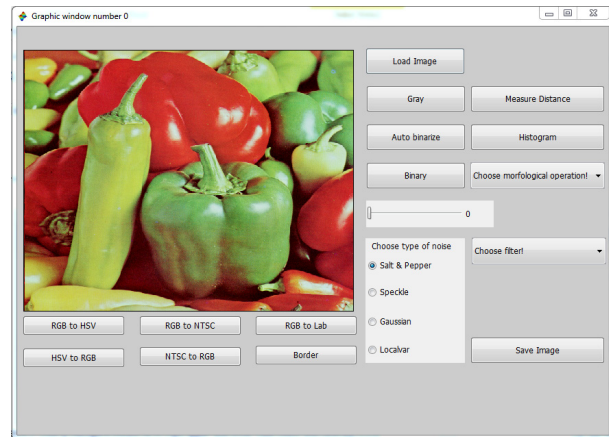 Graphic window number 0
Load Image
Gray
Measure Distance
Auto binarize
Histogram
Binary
Choose morfological operation!
0
Choose type of noise
Choose filter!
Salt & Pepper
Speckle
Gaussian
Localvar
Save Image
RGB to HSV
RGB to NTSC
RGB to Lab
HSV to RGB
NTSC to RGB
Border